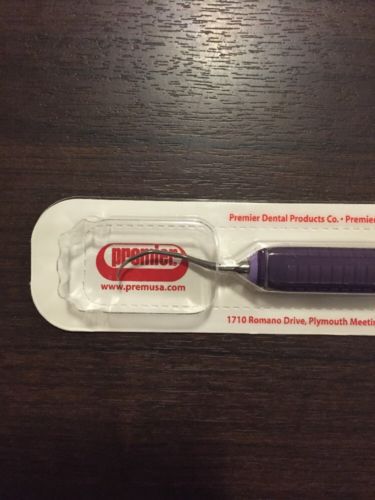 Premier Dental Products Co. • Premier
premier
www.premusa.com
1710 Romano Drive, Plymouth Meetin